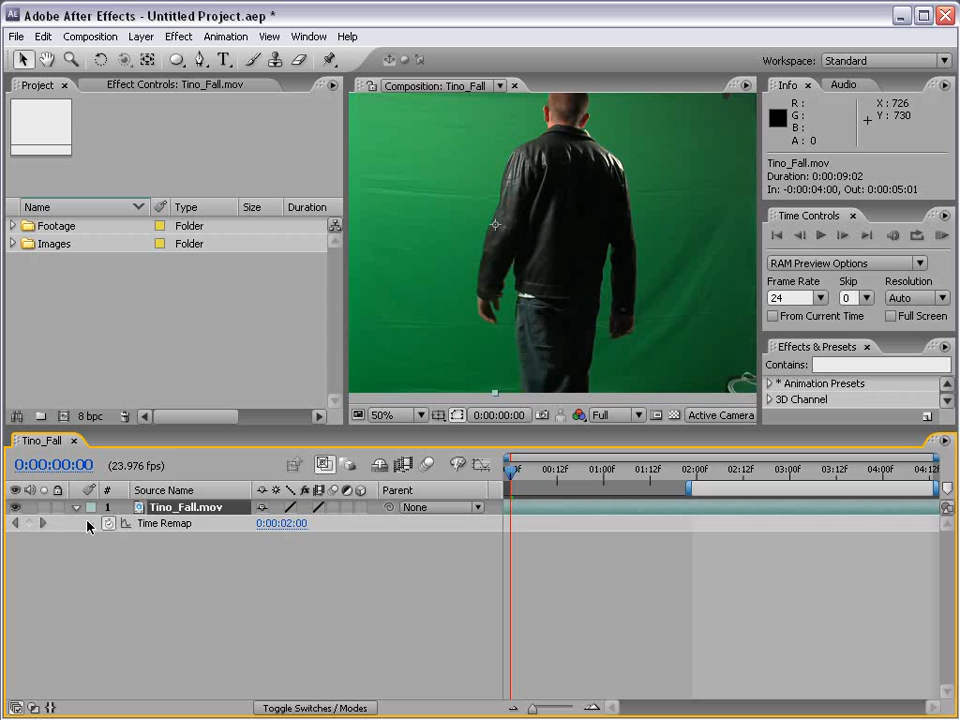 Adobe After Effects - Untitled Project.aep *
File Edit Composition Layer Effect Animation View Window Help
Workspace: Standard
Project Effect Controls: Tino_Fall.mov
Composition: Tino_Fall
Info Audio
R : X : 726
G : Y : 730
B :
A : 0
Tino_Fall.mov
Duration: 0:00:09:02
In: -0:00:04:00, Out: 0:00:05:01
Name Type Size Duration
Footage Folder
Images Folder
Time Controls
RAM Preview Options
Frame Rate Skip Resolution
24 0 Auto
From Current Time Full Screen
Effects & Presets
Contains:
* Animation Presets
3D Channel
8 bpc
50% 0:00:00:00 Full Active Camera
Tino_Fall
0:00:00:00 (23.976 fps)
00:12f 01:00f 01:12f 02:00f 02:12f 03:00f 03:12f 04:00f 04:12f
# Source Name Parent
1 Tino_Fall.mov None
Time Remap 0:00:02:00
Toggle Switches / Modes